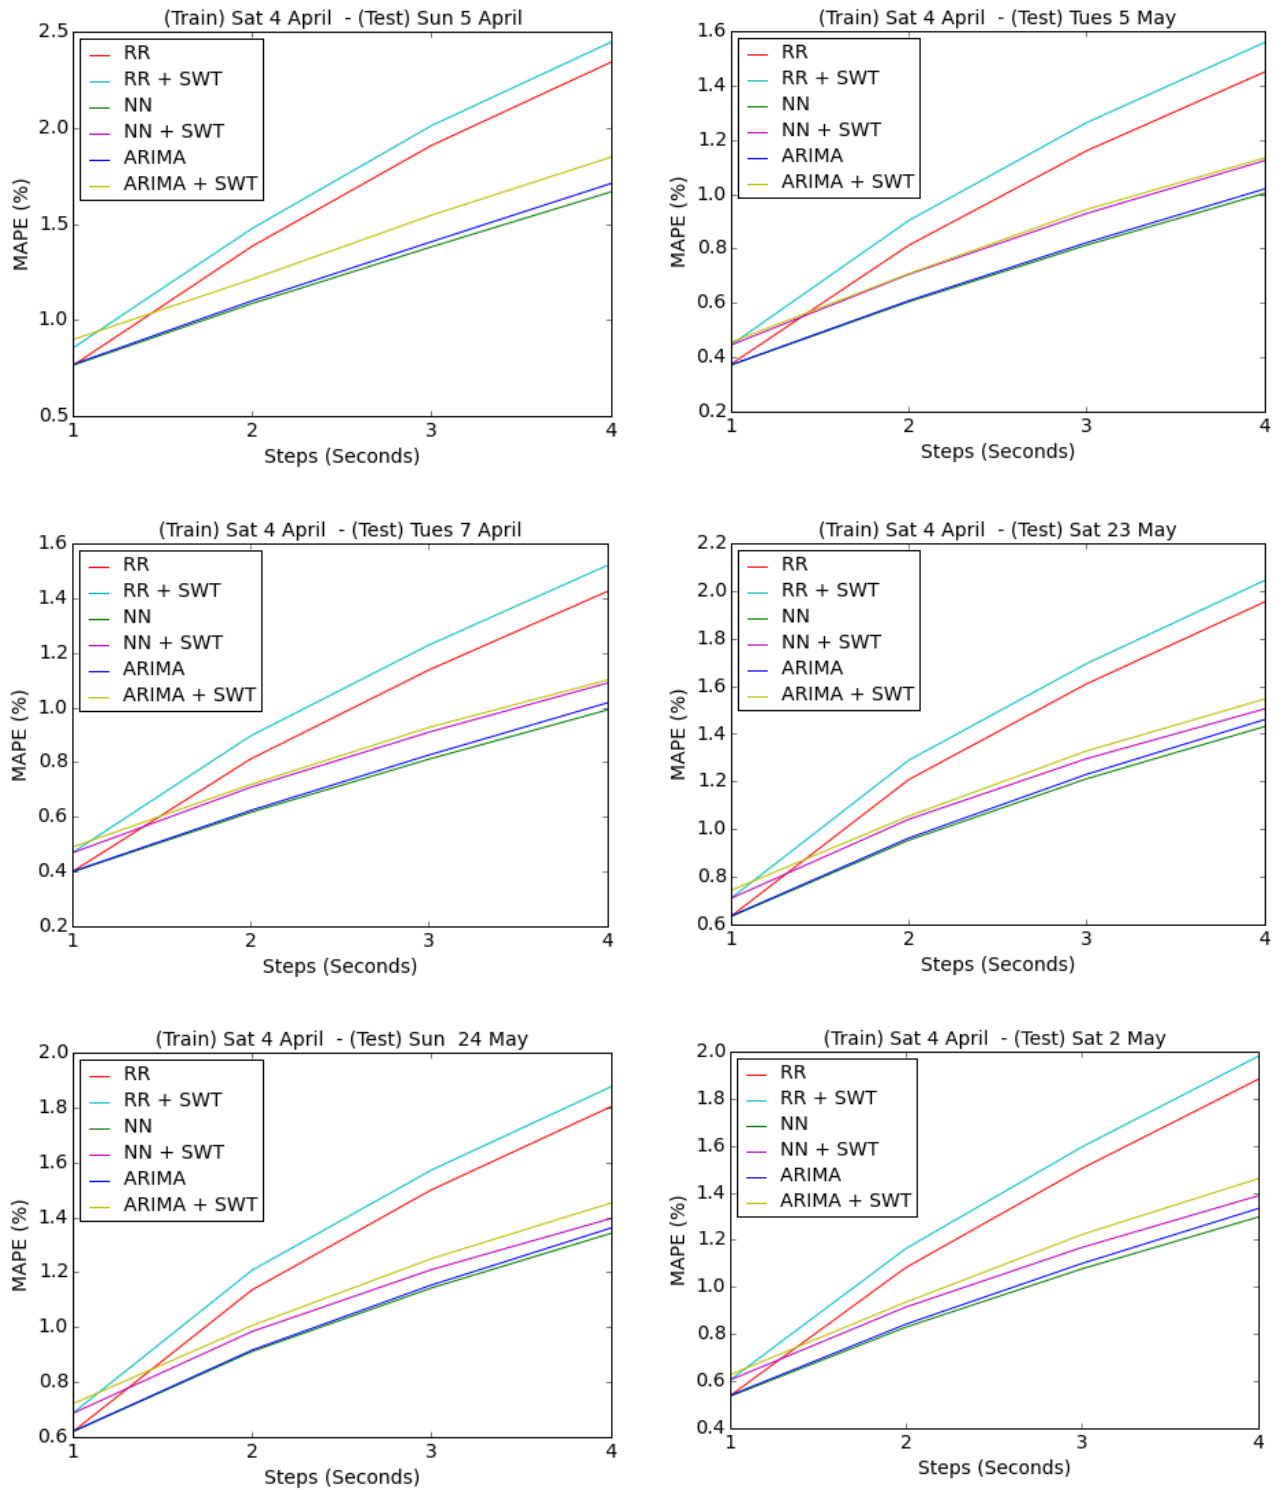 (Train) Sat 4 April - (Test) Sun 5 April
2.5
2.0
1.5
1.0
0.5
MAPE (%)
RR
RR + SWT
NN
NN + SWT
ARIMA
ARIMA + SWT
1 2 3 4
Steps (Seconds)
(Train) Sat 4 April - (Test) Tues 5 May
1.6
1.4
1.2
1.0
0.8
0.6
0.4
0.2
MAPE (%)
RR
RR + SWT
NN
NN + SWT
ARIMA
ARIMA + SWT
1 2 3 4
Steps (Seconds)
(Train) Sat 4 April - (Test) Tues 7 April
1.6
1.4
1.2
1.0
0.8
0.6
0.4
0.2
MAPE (%)
RR
RR + SWT
NN
NN + SWT
ARIMA
ARIMA + SWT
1 2 3 4
Steps (Seconds)
(Train) Sat 4 April - (Test) Sat 23 May
2.2
2.0
1.8
1.6
1.4
1.2
1.0
0.8
0.6
MAPE (%)
RR
RR + SWT
NN
NN + SWT
ARIMA
ARIMA + SWT
1 2 3 4
Steps (Seconds)
(Train) Sat 4 April - (Test) Sun 24 May
2.0
1.8
1.6
1.4
1.2
1.0
0.8
0.6
MAPE (%)
RR
RR + SWT
NN
NN + SWT
ARIMA
ARIMA + SWT
1 2 3 4
Steps (Seconds)
(Train) Sat 4 April - (Test) Sat 2 May
2.0
1.8
1.6
1.4
1.2
1.0
0.8
0.6
0.4
MAPE (%)
RR
RR + SWT
NN
NN + SWT
ARIMA
ARIMA + SWT
1 2 3 4
Steps (Seconds)